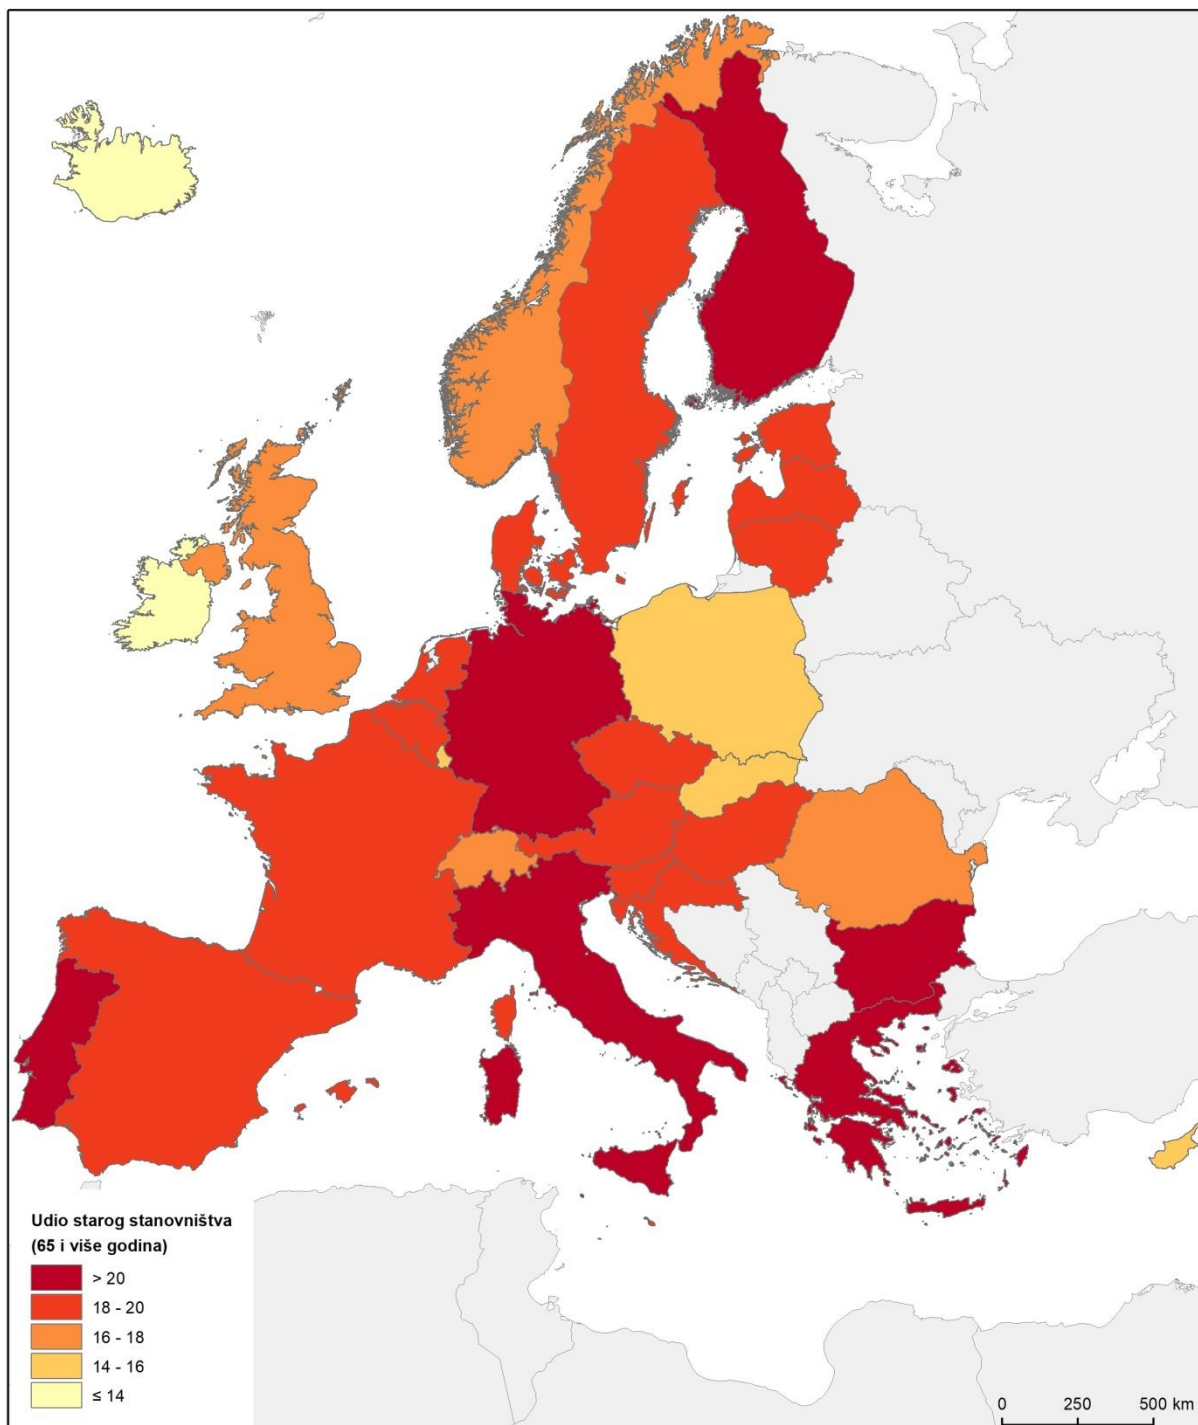 Udio starog stanovništva
(65 i više godina)
> 20
18 - 20
16 - 18
14 - 16
≤ 14
0 250 500 km